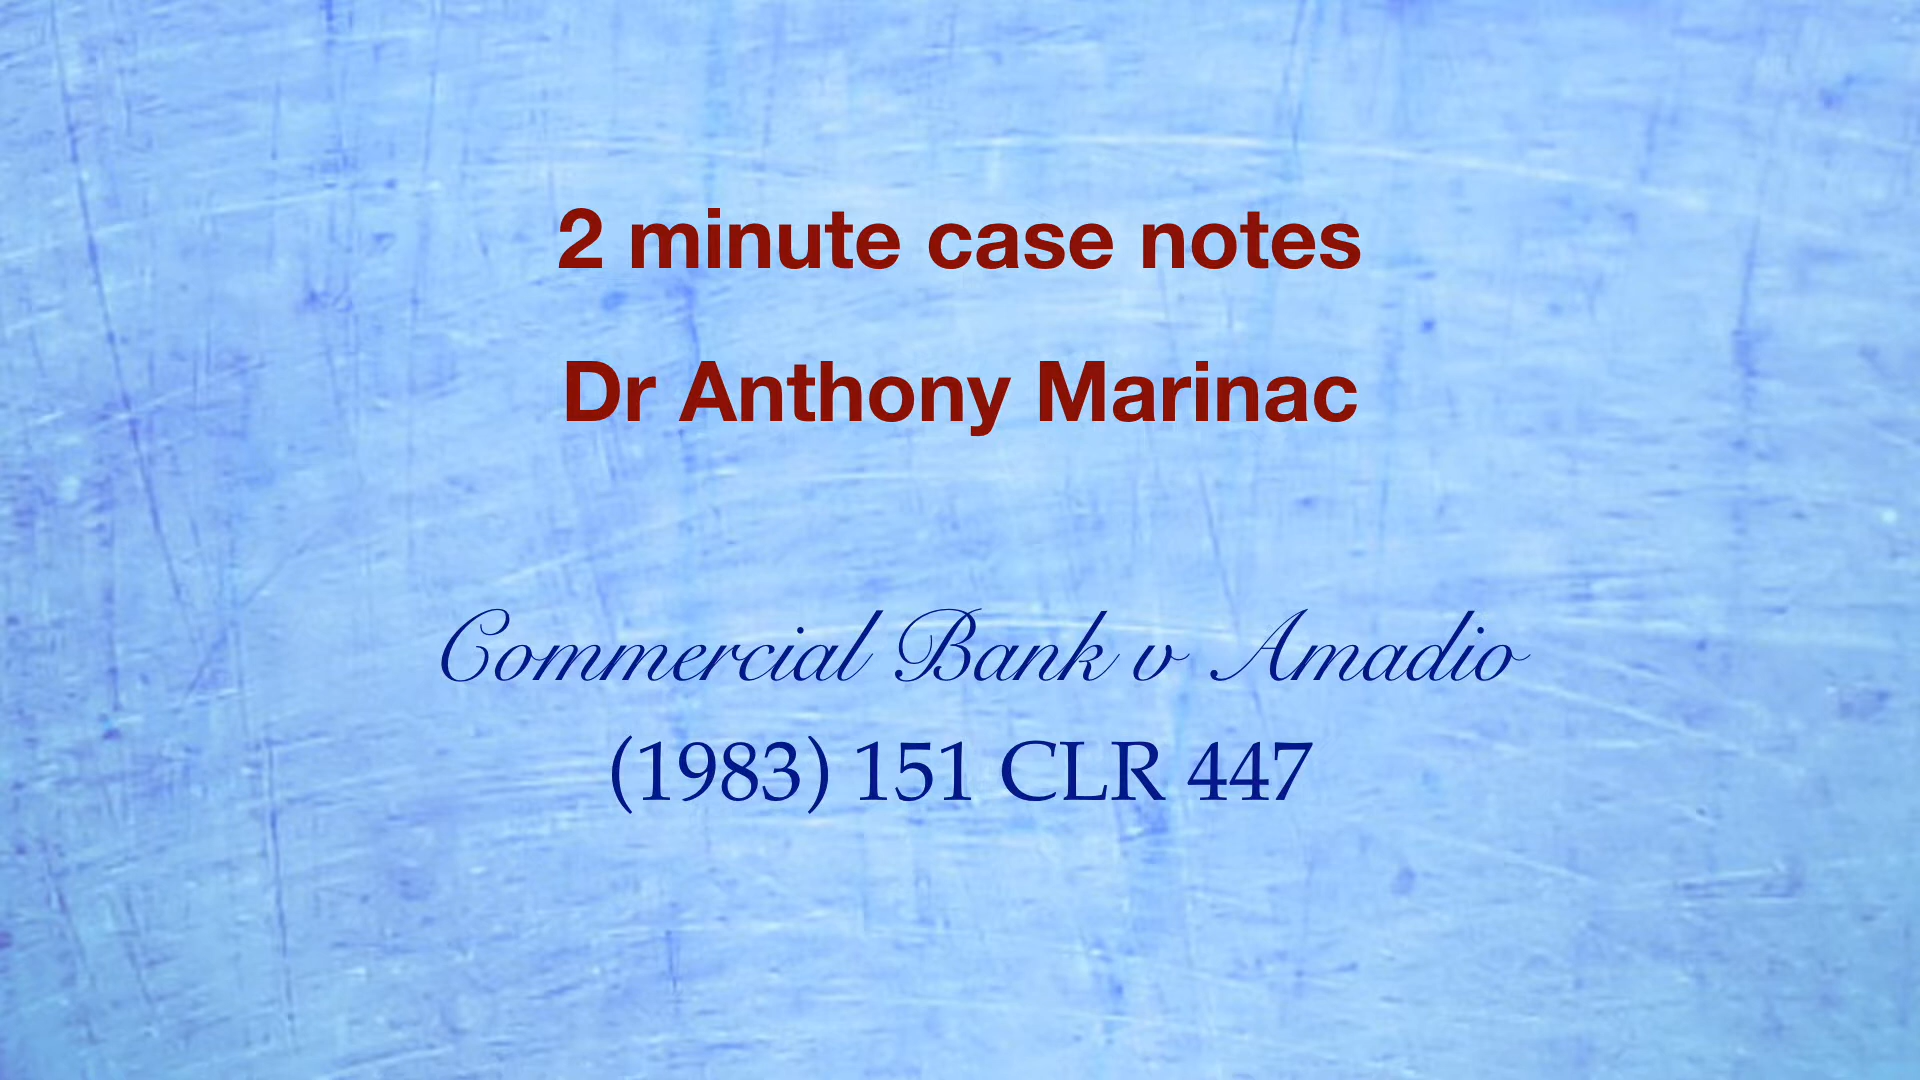 2 minute case notes
Dr Anthony Marinac
Commercial Bank v Amadio
(1983) 151 CLR 447